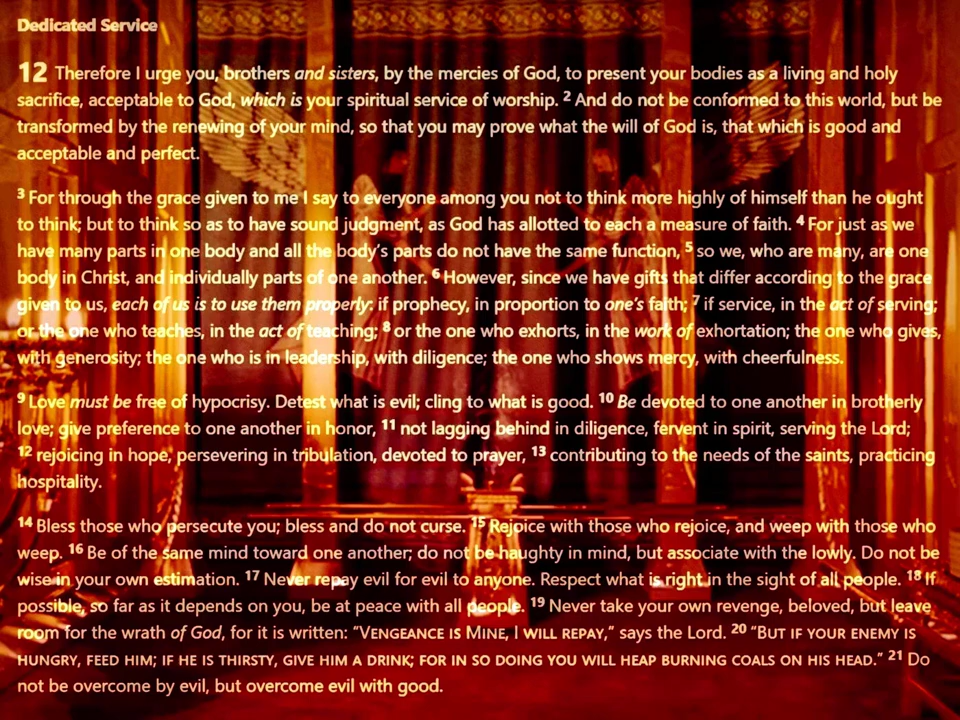 Dedicated Service
12 Therefore I urge you, brothers and sisters, by the mercies of God, to present your bodies as a living and holy
sacrifice, acceptable to God, which is your spiritual service of worship. 2 And do not be conformed to this world, but be
transformed by the renewing of your mind, so that you may prove what the will of God is, that which is good and
acceptable and perfect.
3 For through the grace given to me I say to everyone among you not to think more highly of himself than he ought
to think; but to think so as to have sound judgment, as God has allotted to each a measure of faith. 4 For just as we
have many parts in one body and all the body’s parts do not have the same function, 5 so we, who are many, are one
body in Christ, and individually parts of one another. 6 However, since we have gifts that differ according to the grace
given to us, each of us is to use them properly: if prophecy, in proportion to one’s faith; 7 if service, in the act of serving;
or the one who teaches, in the act of teaching; 8 or the one who exhorts, in the work of exhortation; the one who gives,
with generosity; the one who is in leadership, with diligence; the one who shows mercy, with cheerfulness.
9 Love must be free of hypocrisy. Detest what is evil; cling to what is good. 10 Be devoted to one another in brotherly
love; give preference to one another in honor, 11 not lagging behind in diligence, fervent in spirit, serving the Lord;
12 rejoicing in hope, persevering in tribulation, devoted to prayer, 13 contributing to the needs of the saints, practicing
hospitality.
14 Bless those who persecute you; bless and do not curse. 15 Rejoice with those who rejoice, and weep with those who
weep. 16 Be of the same mind toward one another; do not be haughty in mind, but associate with the lowly. Do not be
wise in your own estimation. 17 Never repay evil for evil to anyone. Respect what is right in the sight of all people. 18 If
possible, so far as it depends on you, be at peace with all people. 19 Never take your own revenge, beloved, but leave
room for the wrath of God, for it is written: “VENGEANCE IS MINE, I WILL REPAY,” says the Lord. 20 “BUT IF YOUR ENEMY IS
HUNGRY, FEED HIM; IF HE IS THIRSTY, GIVE HIM A DRINK; FOR IN SO DOING YOU WILL HEAP BURNING COALS ON HIS HEAD.” 21 Do
not be overcome by evil, but overcome evil with good.